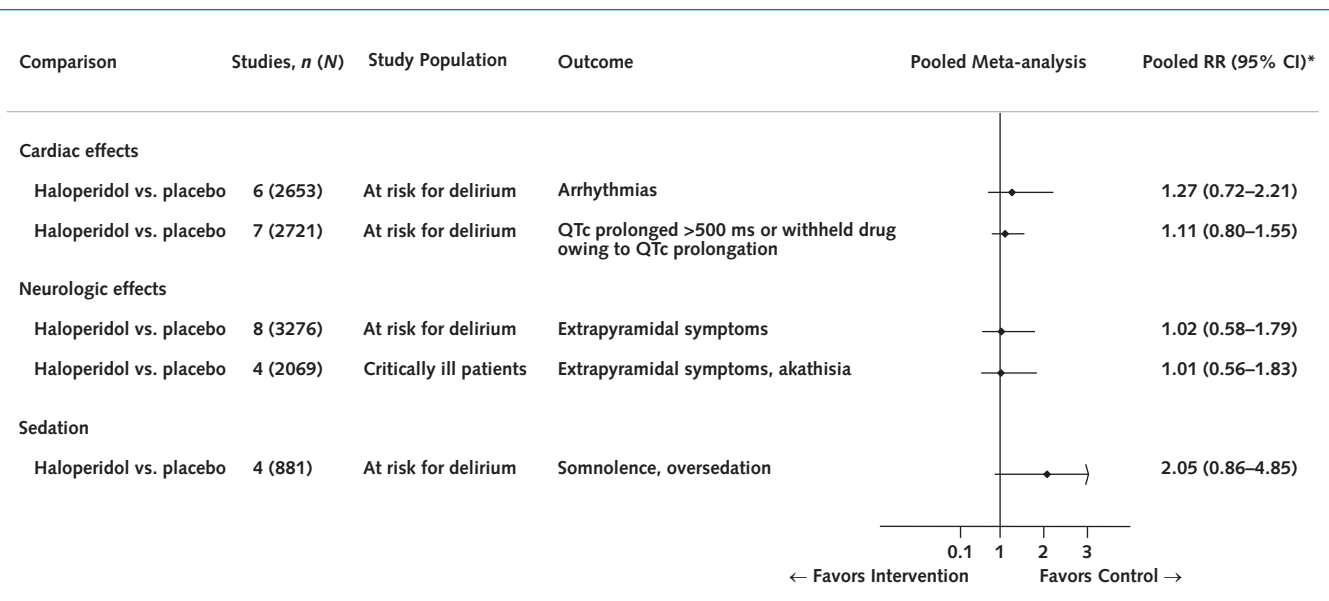 Comparison Studies, n (N) Study Population Outcome Pooled Meta-analysis Pooled RR (95% CI)*
Cardiac effects
Haloperidol vs. placebo 6 (2653) At risk for delirium Arrhythmias 1.27 (0.72–2.21)
Haloperidol vs. placebo 7 (2721) At risk for delirium QTc prolonged >500 ms or withheld drug 1.11 (0.80–1.55)
owing to QTc prolongation
Neurologic effects
Haloperidol vs. placebo 8 (3276) At risk for delirium Extrapyramidal symptoms 1.02 (0.58–1.79)
Haloperidol vs. placebo 4 (2069) Critically ill patients Extrapyramidal symptoms, akathisia 1.01 (0.56–1.83)
Sedation
Haloperidol vs. placebo 4 (881) At risk for delirium Somnolence, oversedation 2.05 (0.86–4.85)
0.1 1 2 3
← Favors Intervention Favors Control →